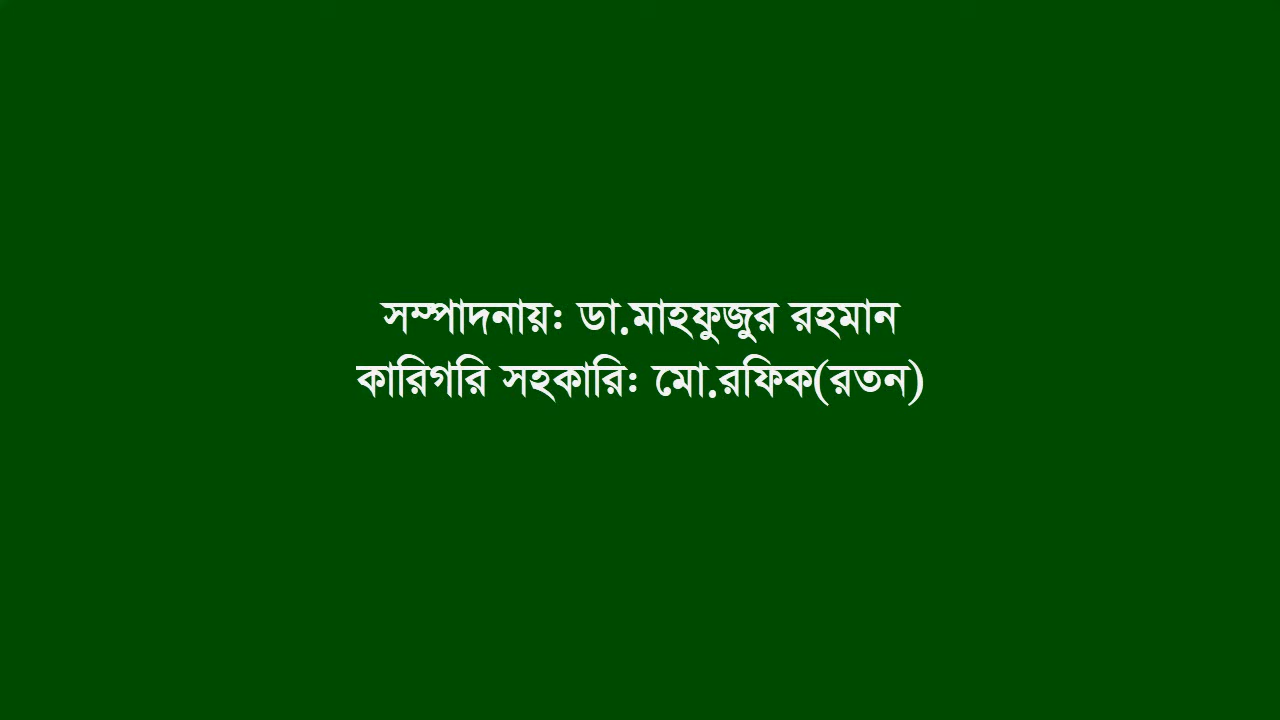 সম্পাদনায়: ডা.মাহফুজুর রহমান
কারিগরি সহকারি: মো.রফিক(রতন)